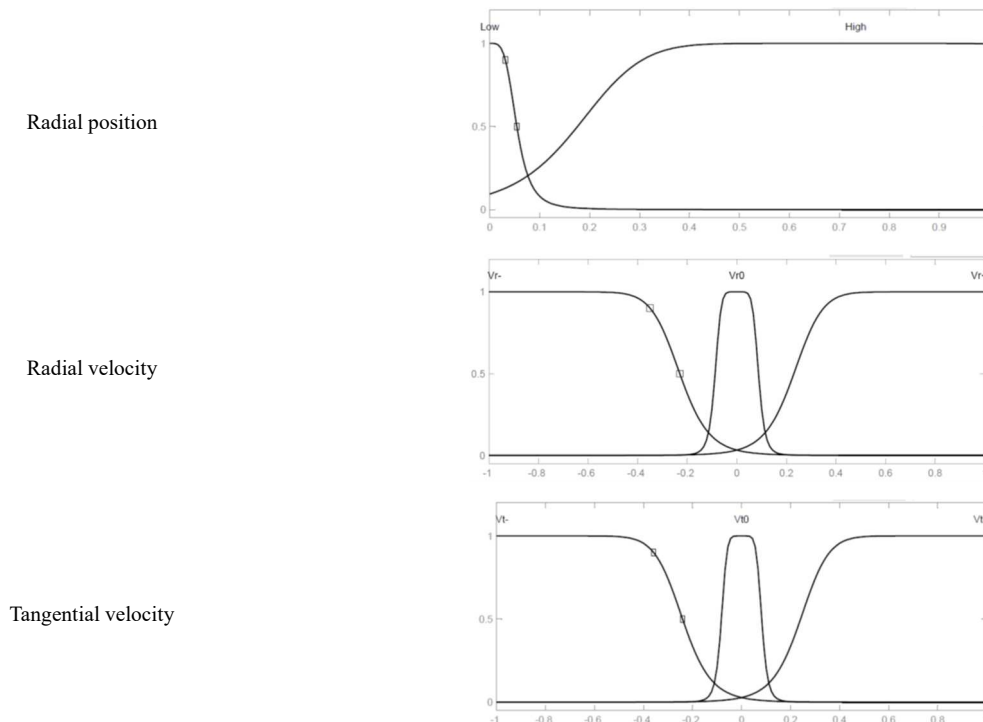 Low High
1
Radial position
0.5
0
0 0.1 0.2 0.3 0.4 0.5 0.6 0.7 0.8 0.9
Vr- Vr0 Vr
1
Radial velocity
0.5
0
-1 -0.8 -0.6 -0.4 -0.2 0 0.2 0.4 0.6 0.8
Vt- Vt0 Vt
1
Tangential velocity
0.5
0
-1 -0.8 -0.6 -0.4 -0.2 0 0.2 0.4 0.6 0.8